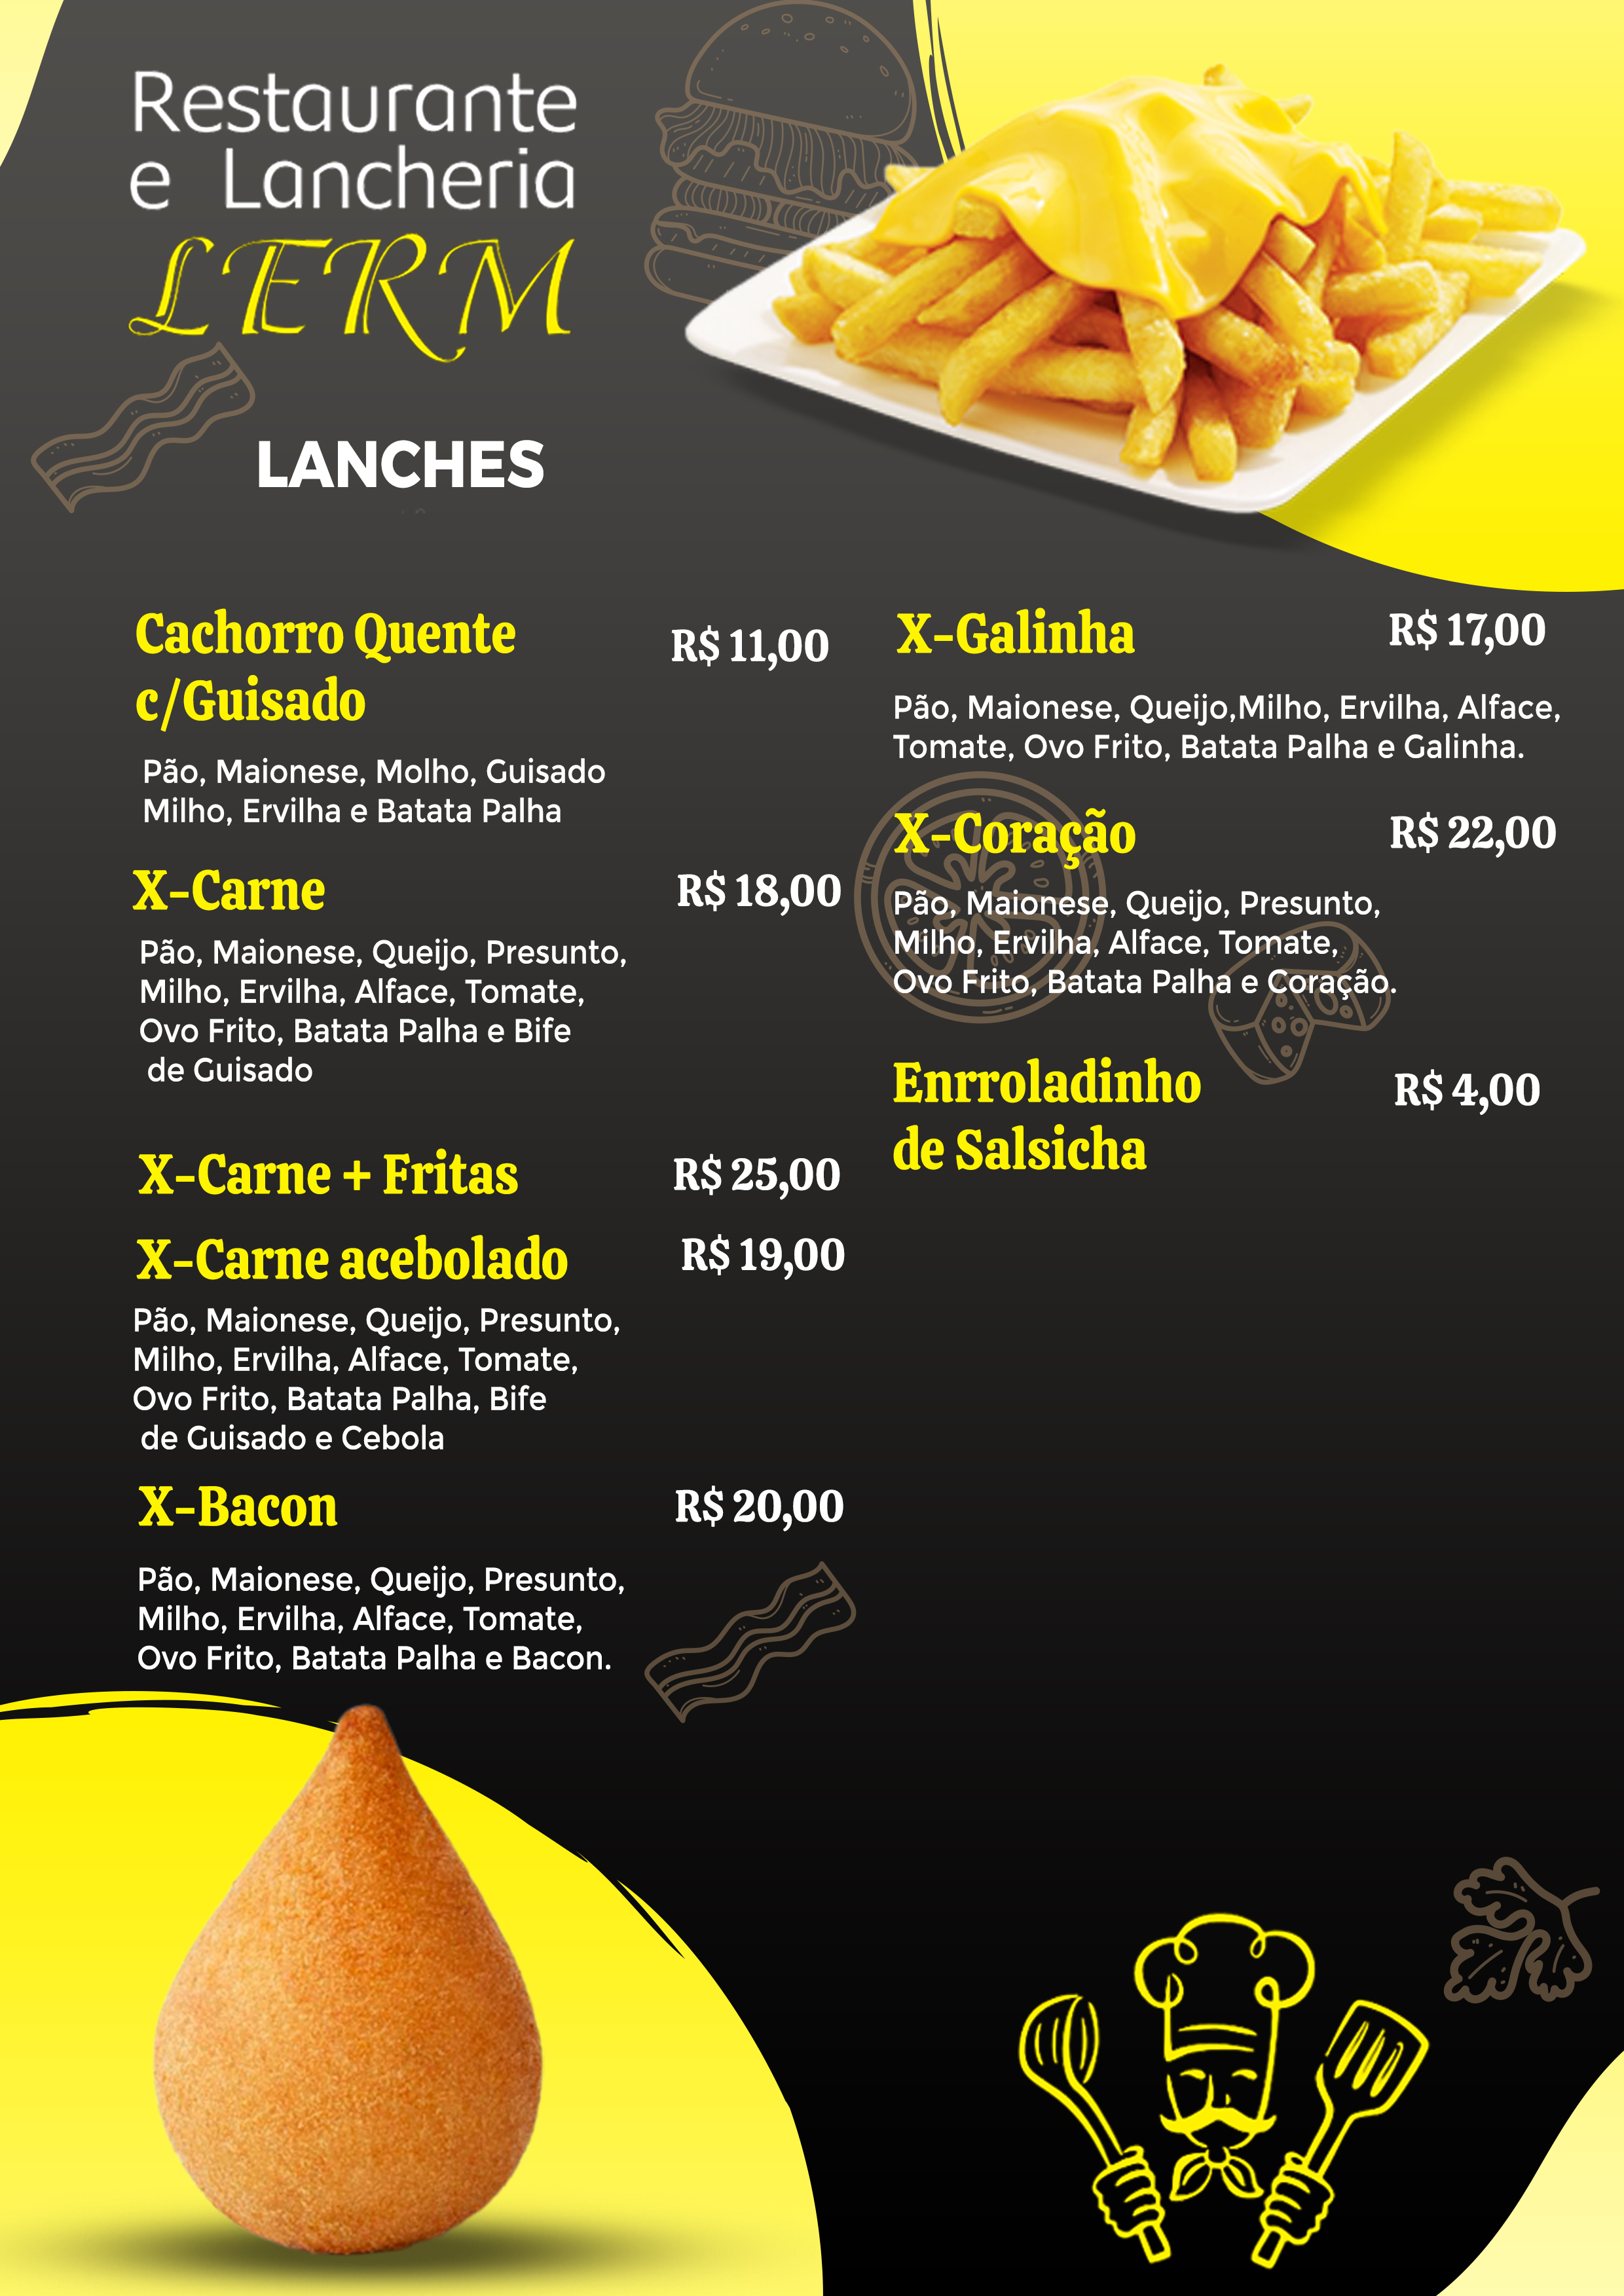 Restaurante
e Lancheria
LERM
LANCHES
Cachorro Quente
c/Guisado
R$ 11,00
Pão, Maionese, Molho, Guisado
Milho, Ervilha e Batata Palha
X-Carne
R$ 18,00
Pão, Maionese, Queijo, Presunto,
Milho, Ervilha, Alface, Tomate,
Ovo Frito, Batata Palha e Bife
de Guisado
X-Carne + Fritas
R$ 25,00
X-Carne acebolado
R$ 19,00
Pão, Maionese, Queijo, Presunto,
Milho, Ervilha, Alface, Tomate,
Ovo Frito, Batata Palha, Bife
de Guisado e Cebola
X-Bacon
R$ 20,00
Pão, Maionese, Queijo, Presunto,
Milho, Ervilha, Alface, Tomate,
Ovo Frito, Batata Palha e Bacon.
X-Galinha
R$ 17,00
Pão, Maionese, Queijo,Milho, Ervilha, Alface,
Tomate, Ovo Frito, Batata Palha e Galinha.
X-Coração
R$ 22,00
Pão, Maionese, Queijo, Presunto,
Milho, Ervilha, Alface, Tomate,
Ovo Frito, Batata Palha e Coração.
Enrroladinho
de Salsicha
R$ 4,00